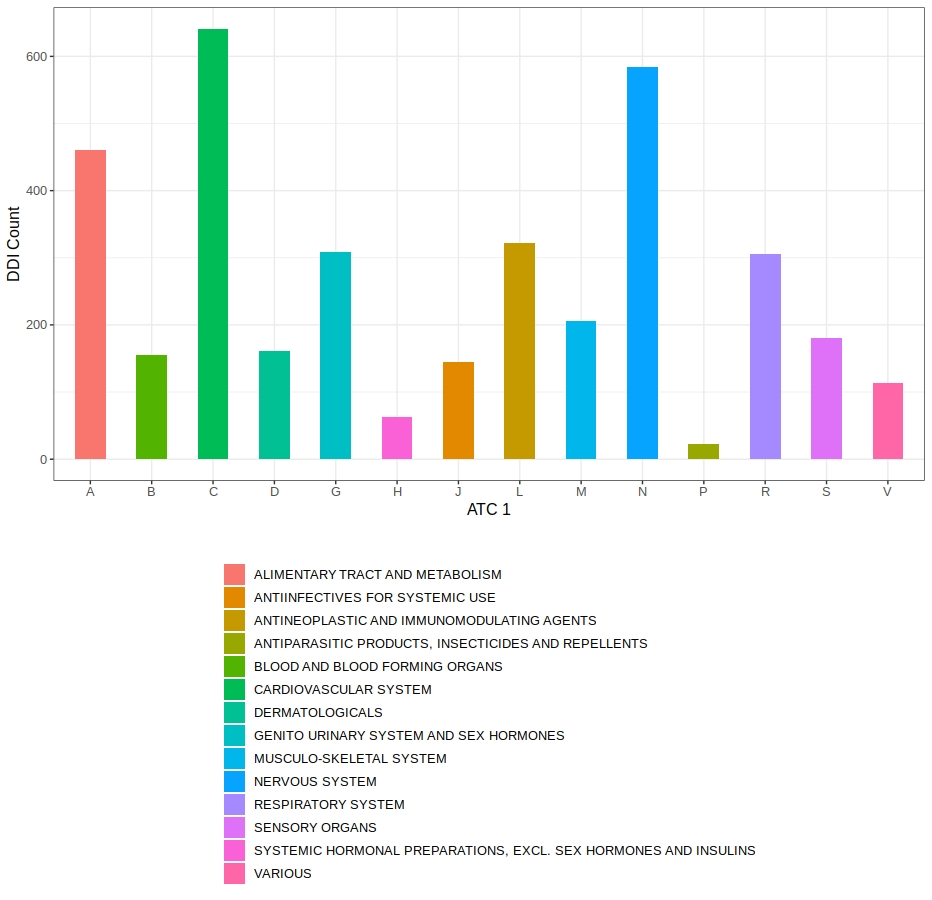 600
400
200
0
DDI Count
A B C D G H J L M N P R S V
ATC 1
ALIMENTARY TRACT AND METABOLISM
ANTIINFECTIVES FOR SYSTEMIC USE
ANTINEOPLASTIC AND IMMUNOMODULATING AGENTS
ANTIPARASITIC PRODUCTS, INSECTICIDES AND REPELLENTS
BLOOD AND BLOOD FORMING ORGANS
CARDIOVASCULAR SYSTEM
DERMATOLOGICALS
GENITO URINARY SYSTEM AND SEX HORMONES
MUSCULO-SKELETAL SYSTEM
NERVOUS SYSTEM
RESPIRATORY SYSTEM
SENSORY ORGANS
SYSTEMIC HORMONAL PREPARATIONS, EXCL. SEX HORMONES AND INSULINS
VARIOUS